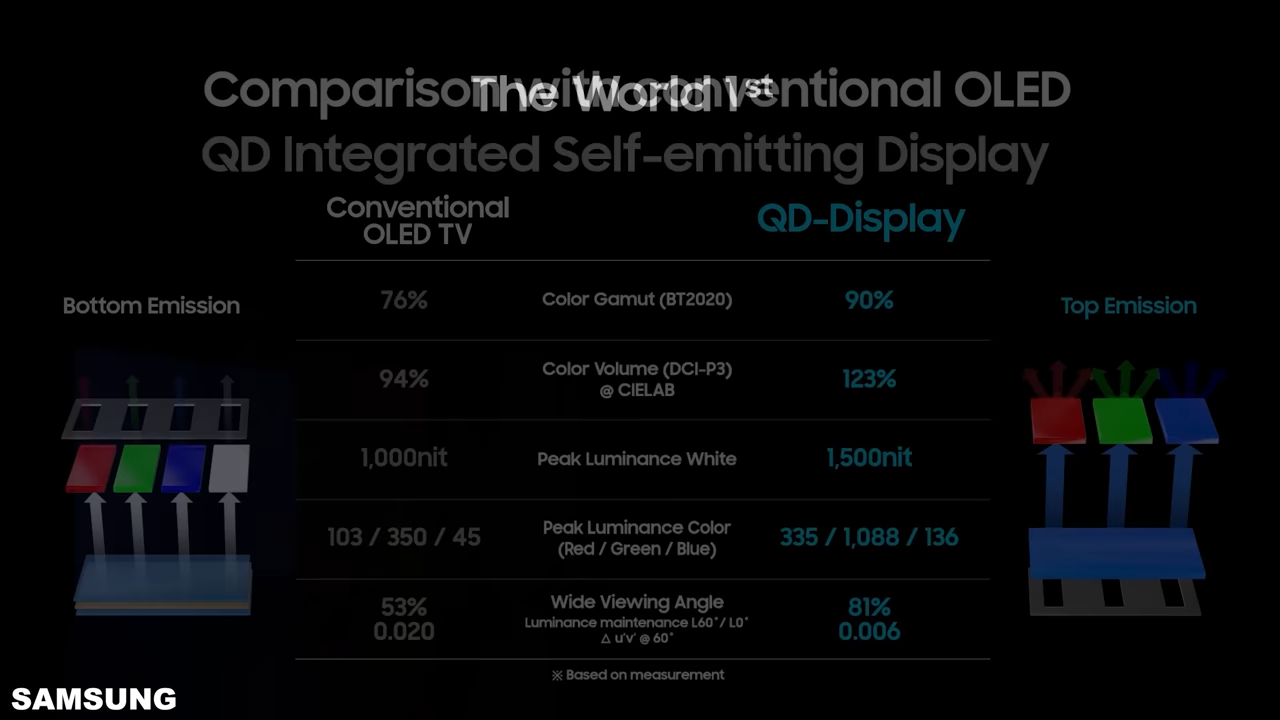 The World 1st
Comparison with conventional OLED
QD Integrated Self-emitting Display
Conventional
OLED TV
QD-Display
Bottom Emission
Top Emission
76% Color Gamut (BT2020) 90%
94% Color Volume (DCI-P3)
@ CIELAB 123%
1,000nit Peak Luminance White 1,500nit
103 / 350 / 45 Peak Luminance Color
(Red / Green / Blue) 335 / 1,088 / 136
53% Wide Viewing Angle 81%
0.020 Luminance maintenance L60˚/ L0˚ 0.006
Δ u'v' @ 60˚
※ Based on measurement
SAMSUNG